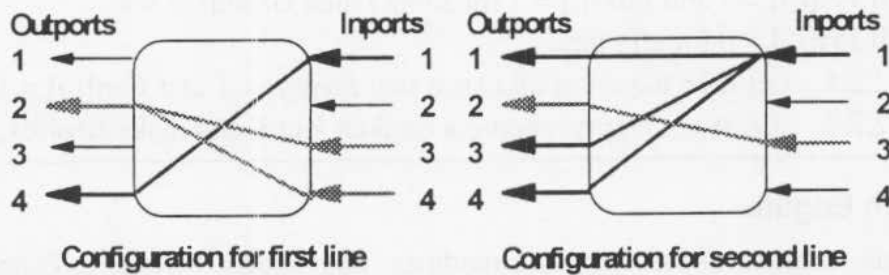 Outports Inports Outports Inports
1 1 1 1
2 2 2 2
3 3 3 3
4 4 4 4
Configuration for first line Configuration for second line